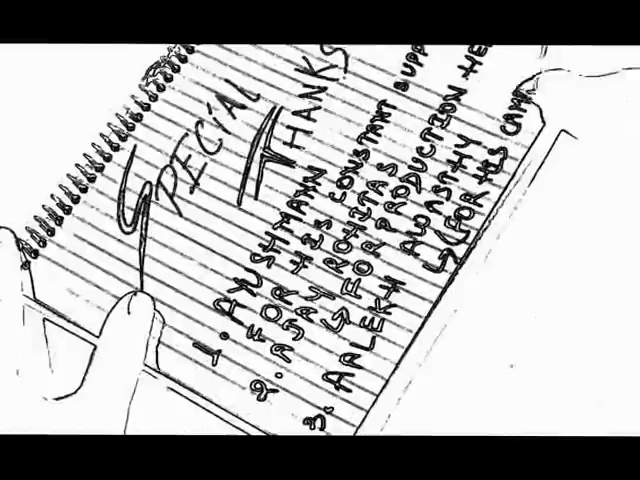 SPECIAL
THANKS
1. AYUSHMANN
FOR HIS CONSTANT SUPP
2. AJAY ROHITAS
↳ FOR PRODUCTION HE
3. AALEKH AWASTHY
↳ (FOR HIS CAM